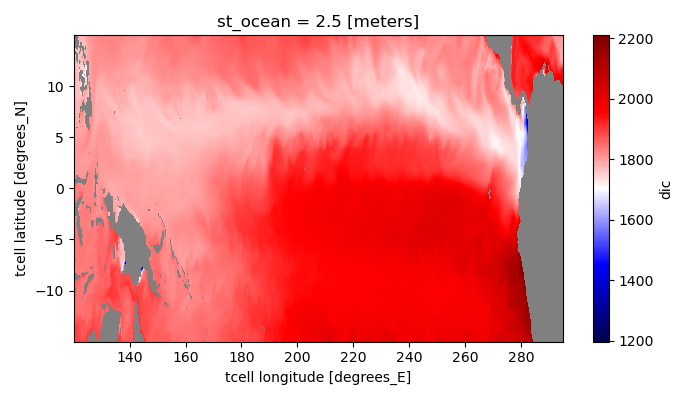 st_ocean = 2.5 [meters]
10
5
0
−5
−10
tcell latitude [degrees_N]
140 160 180 200 220 240 260 280
tcell longitude [degrees_E]
2200
2000
1800
1600
1400
1200
dic